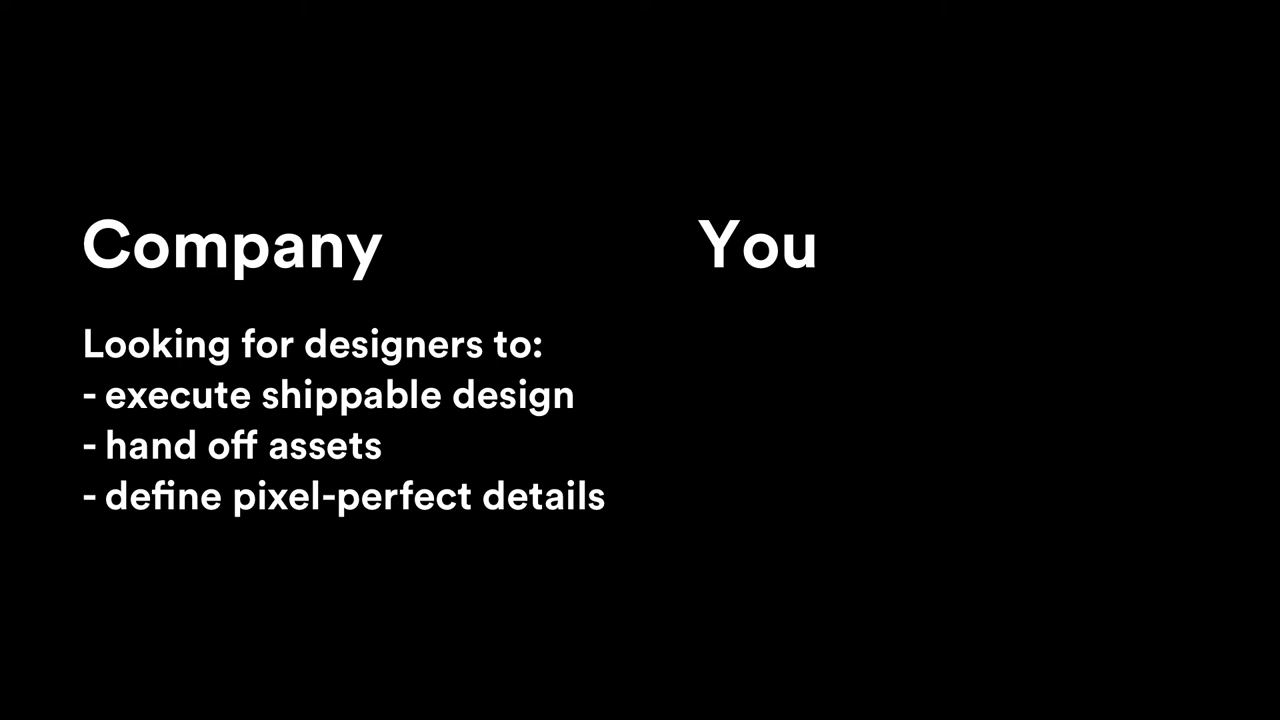 Company
You
Looking for designers to:
- execute shippable design
- hand off assets
- define pixel-perfect details